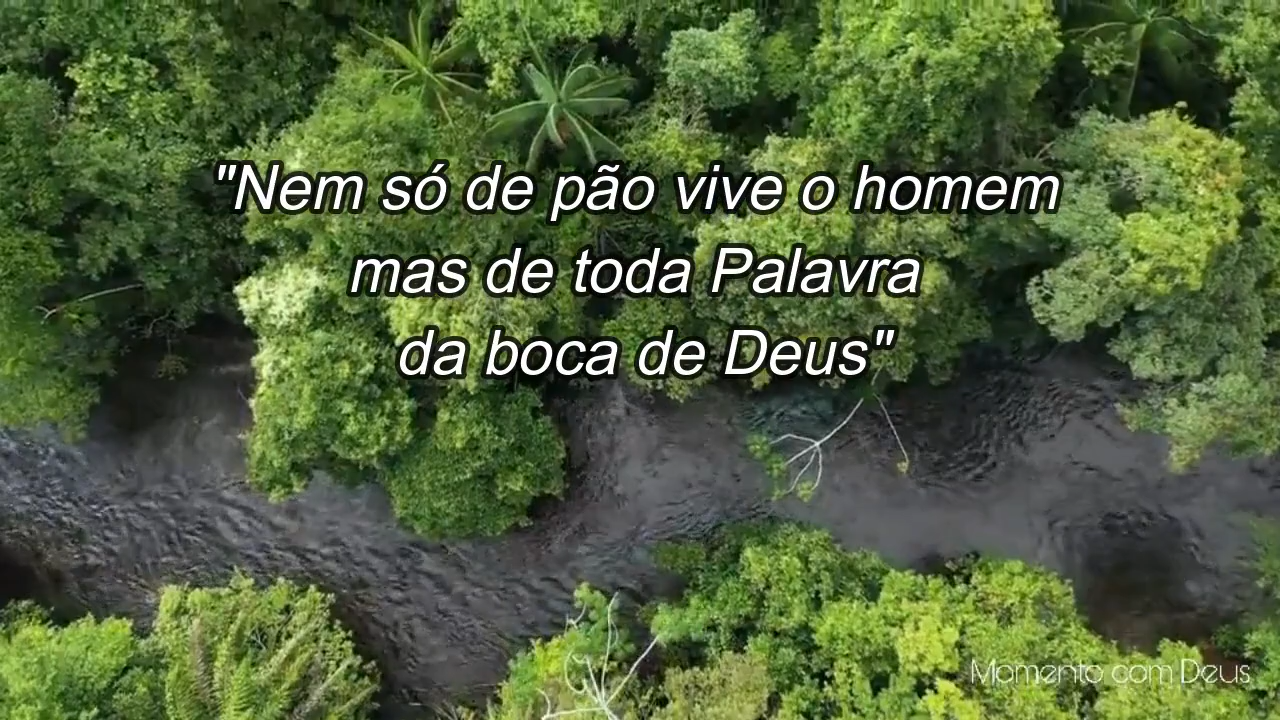 "Nem só de pão vive o homem
mas de toda Palavra
da boca de Deus"
Momento com Deus